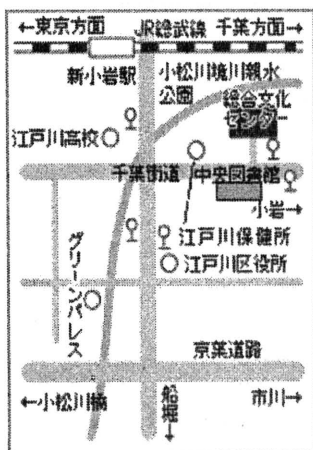 ←東京方面
JR総武線
千葉方面→
新小岩駅
小松川境川親水
公園
総合文化
センター
江戸川高校
千葉街道
中央図書館
小岩→
江戸川保健所
江戸川区役所
グリーンパレス
京葉道路
←小松川橋
船堀↓
市川→